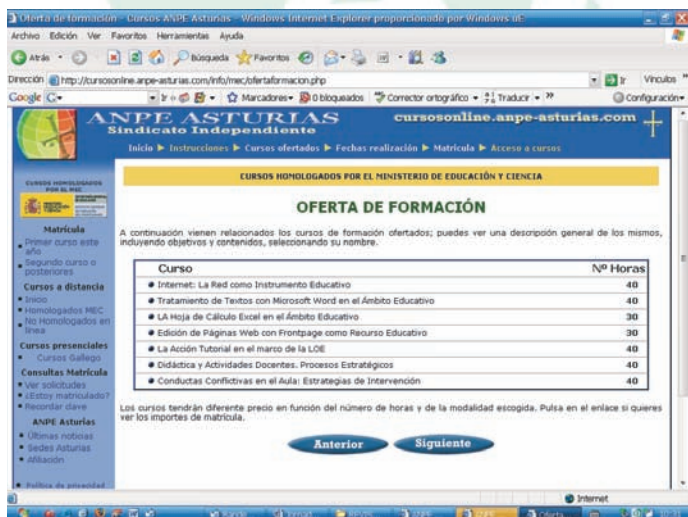 Oferta de formación - Cursos ANPE Asturias - Windows Internet Explorer proporcionado por Windows uE
Archivo Edición Ver Favoritos Herramientas Ayuda
Atrás Búsqueda Favoritos
Dirección http://cursosonline.anpe-asturias.com/info/mec/ofertaformacion.php Ir Vínculos
Google Ir Marcadores 0 bloqueados Corrector ortográfico Traducir Configuración
ANPE ASTURIAS cursosonline.anpe-asturias.com
Sindicato Independiente
Inicio Instrucciones Cursos ofertados Fechas realización Matrícula Acceso a cursos
CURSOS HOMOLOGADOS POR EL MEC
CURSOS HOMOLOGADOS POR EL MINISTERIO DE EDUCACIÓN Y CIENCIA
Matrícula
Primer curso este año
Segundo curso o posteriores
Cursos a distancia
Inicio
Homologados MEC
No Homologados en línea
Cursos presenciales
Cursos Gallego
Consultas Matrícula
Ver solicitudes
¿Estoy matriculado?
Recordar clave
ANPE Asturias
Últimas noticias
Sedes Asturias
Afiliación
Política de privacidad
OFERTA DE FORMACIÓN
A continuación vienen relacionados los cursos de formación ofertados; puedes ver una descripción general de los mismos,
incluyendo objetivos y contenidos, seleccionando su nombre.
Curso Nº Horas
Internet: La Red como Instrumento Educativo 40
Tratamiento de Textos con Microsoft Word en el Ámbito Educativo 40
LA Hoja de Cálculo Excel en el Ámbito Educativo 30
Edición de Páginas Web con Frontpage como Recurso Educativo 30
La Acción Tutorial en el marco de la LOE 40
Didáctica y Actividades Docentes. Procesos Estratégicos 40
Conductas Conflictivas en el Aula: Estrategias de Intervención 40
Los cursos tendrán diferente precio en función del número de horas y de la modalidad escogida. Pulsa en el enlace si quieres
ver los importes de matrícula.
Anterior Siguiente
Internet